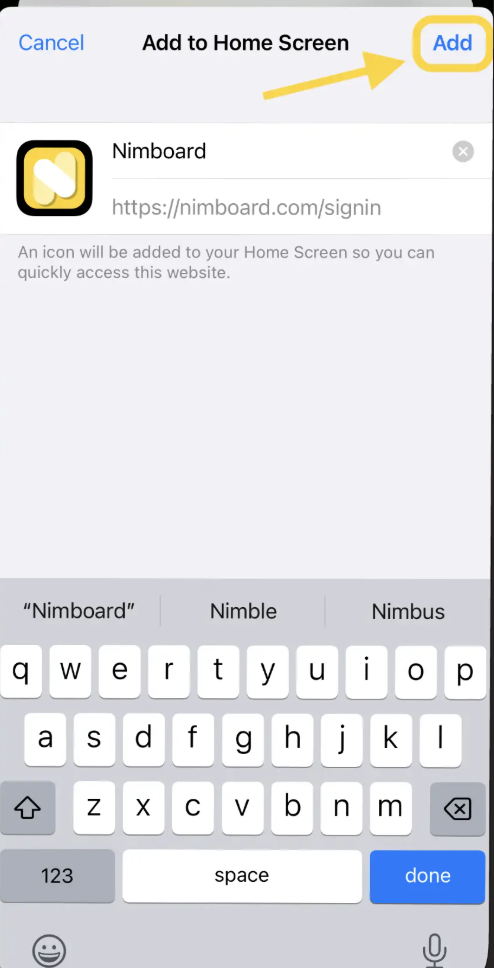 Cancel Add to Home Screen Add
Nimboard
https://nimboard.com/signin
An icon will be added to your Home Screen so you can
quickly access this website.
“Nimboard” Nimble Nimbus
q w e r t y u i o p
a s d f g h j k l
z x c v b n m
123 space done